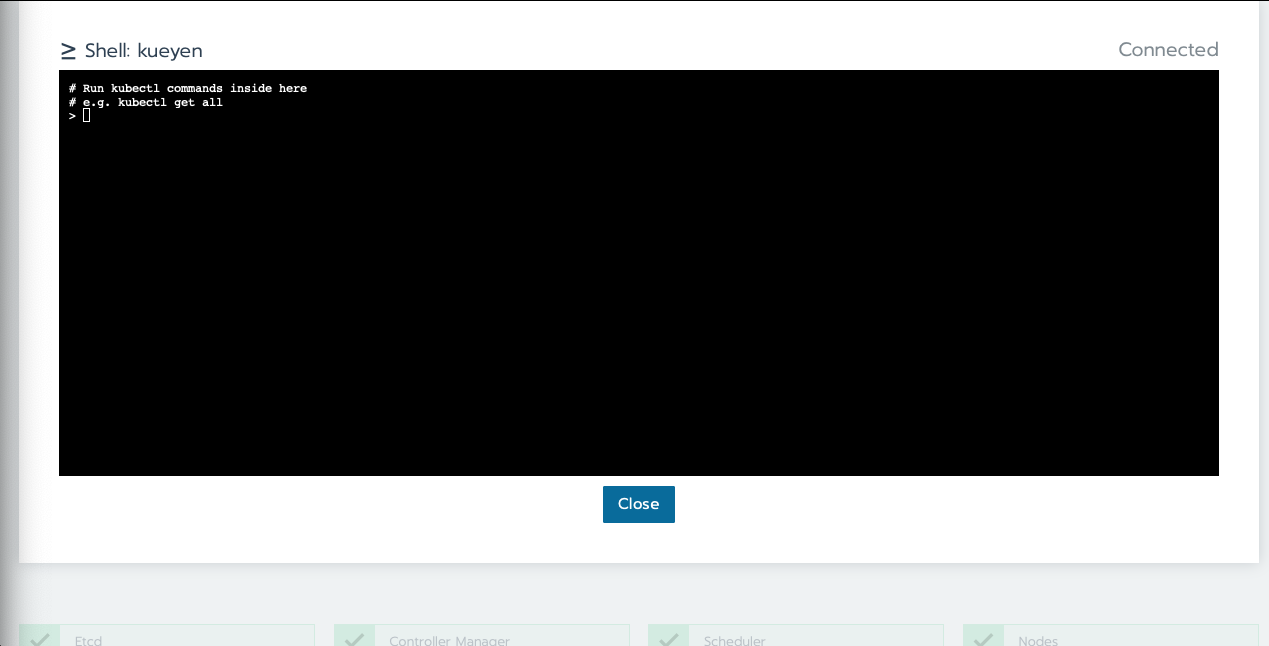 Shell: kueyen
Connected
# Run kubectl commands inside here
# e.g. kubectl get all
>
Close
Etcd
Controller Manager
Scheduler
Nodes